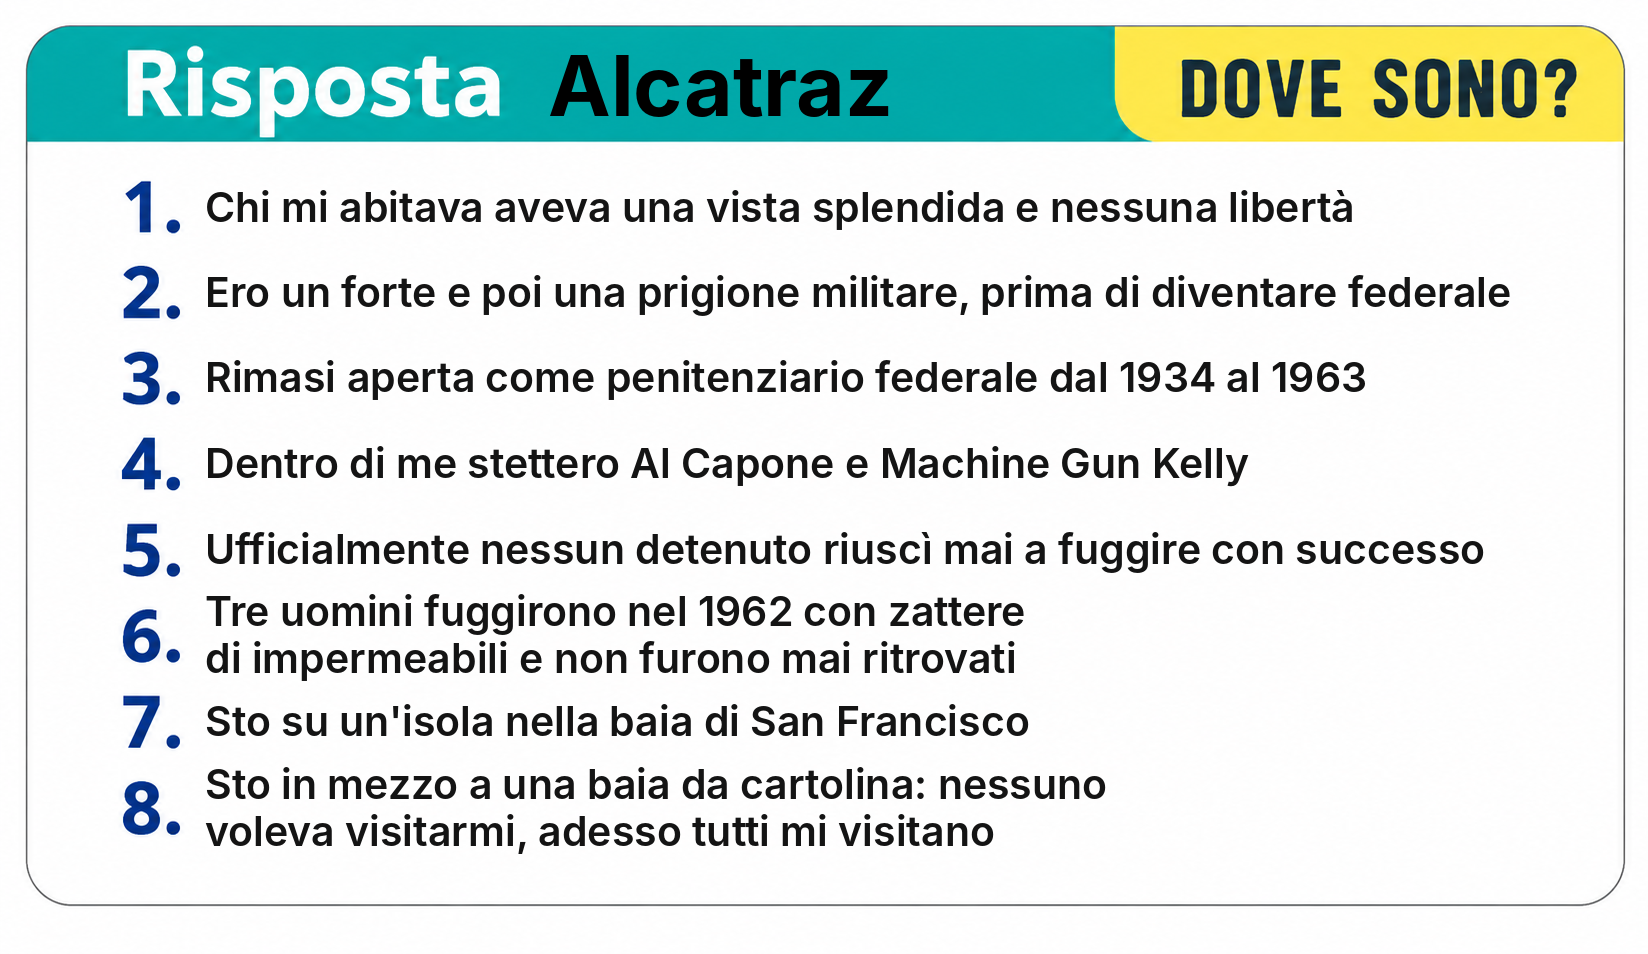 Risposta Alcatraz
DOVE SONO?
1. Chi mi abitava aveva una vista splendida e nessuna libertà
2. Ero un forte e poi una prigione militare, prima di diventare federale
3. Rimasi aperta come penitenziario federale dal 1934 al 1963
4. Dentro di me stettero Al Capone e Machine Gun Kelly
5. Ufficialmente nessun detenuto riuscì mai a fuggire con successo
6. Tre uomini fuggirono nel 1962 con zattere
di impermeabili e non furono mai ritrovati
7. Sto su un'isola nella baia di San Francisco
8. Sto in mezzo a una baia da cartolina: nessuno
voleva visitarmi, adesso tutti mi visitano